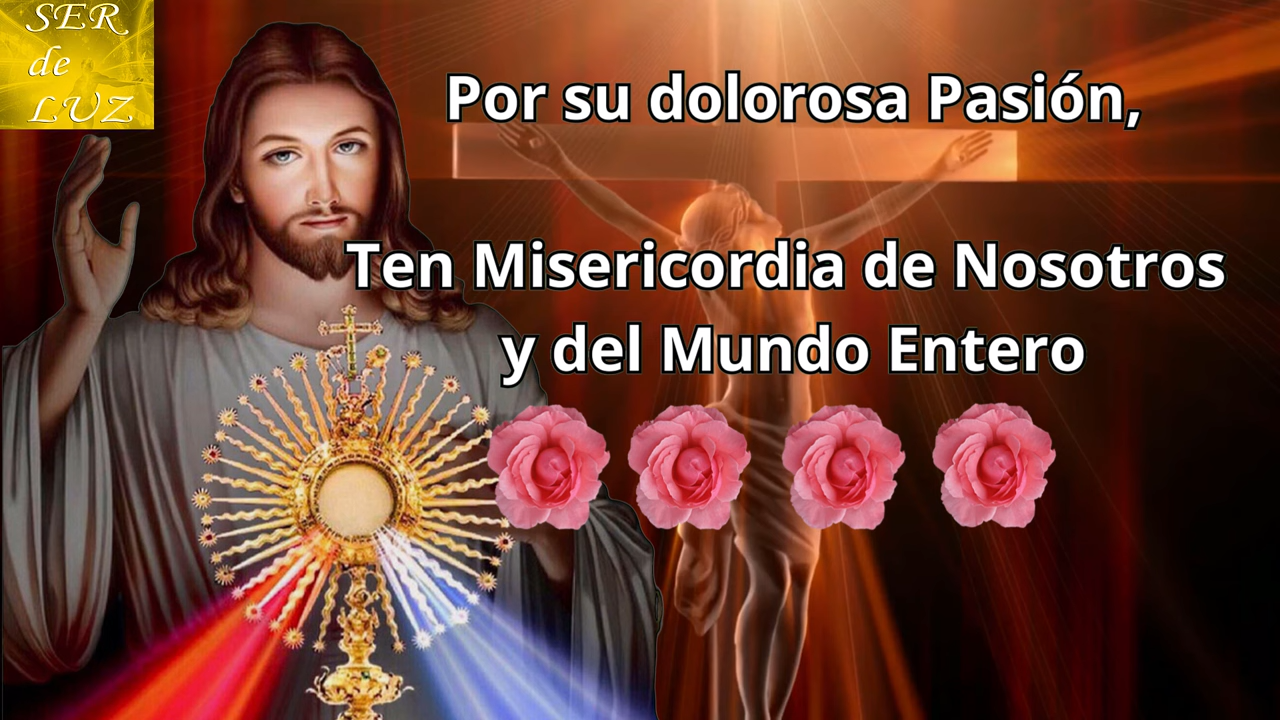 SER
de
LUZ
Por su dolorosa Pasión,
Ten Misericordia de Nosotros
y del Mundo Entero